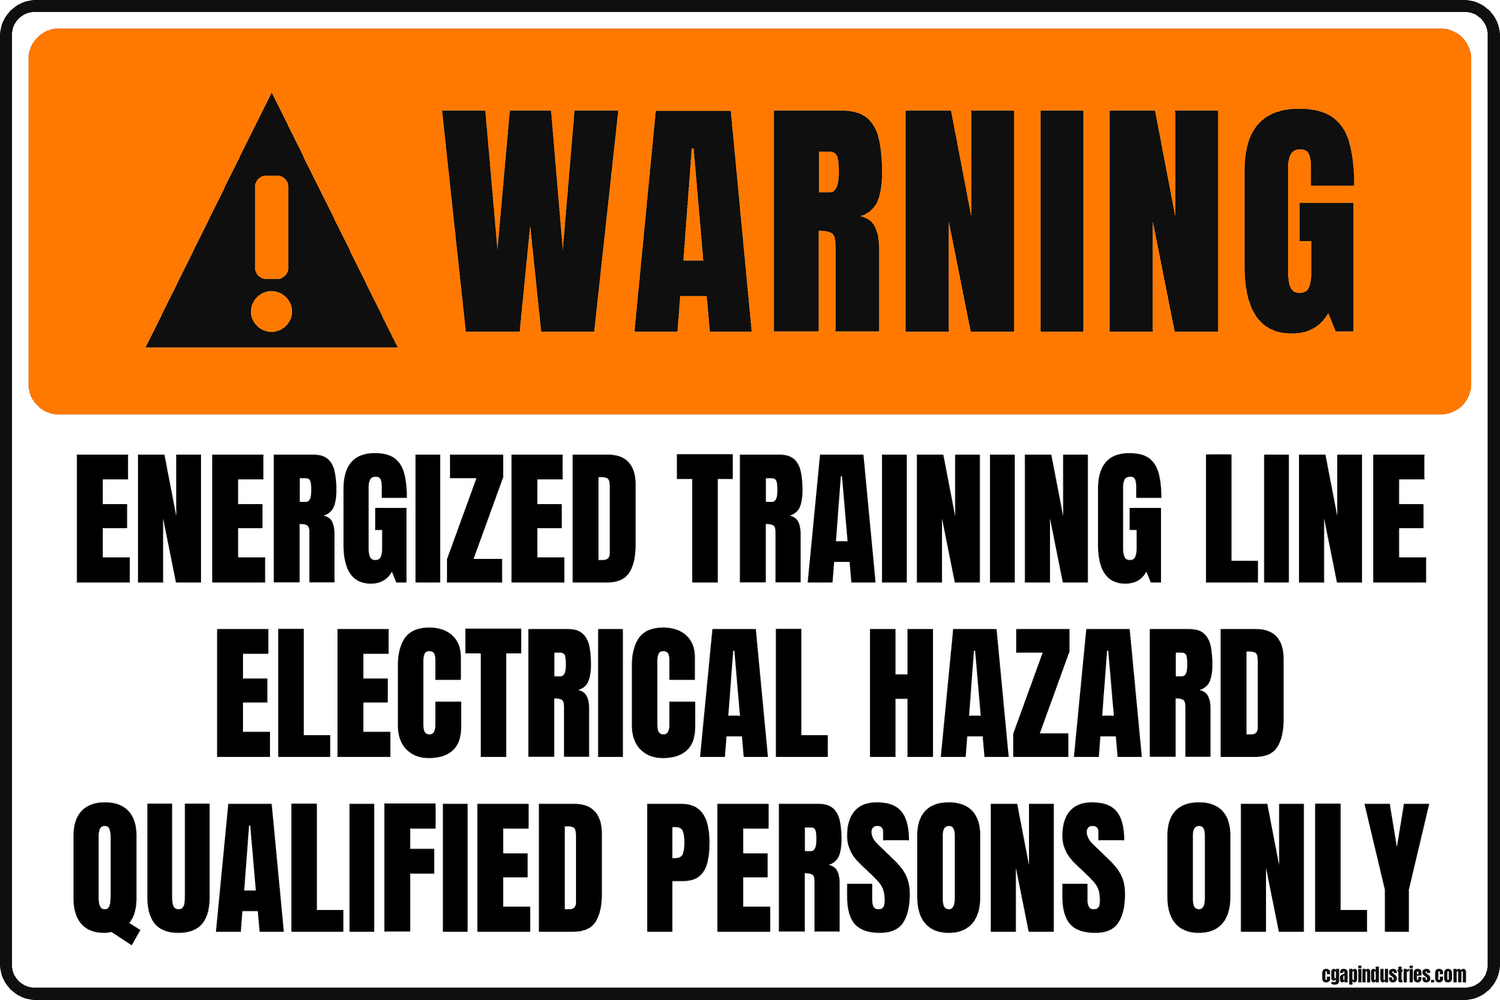 WARNING
ENERGIZED TRAINING LINE
ELECTRICAL HAZARD
QUALIFIED PERSONS ONLY
cgapindustries.com